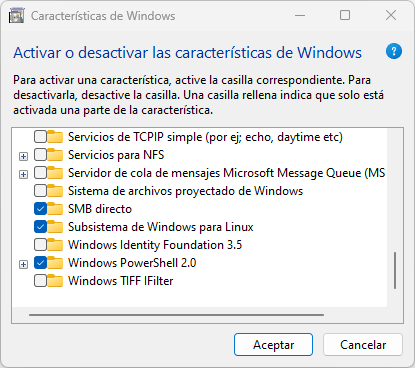 Características de Windows
Activar o desactivar las características de Windows
Para activar una característica, active la casilla correspondiente. Para
desactivarla, desactive la casilla. Una casilla rellena indica que solo está
activada una parte de la característica.
Servicios de TCPIP simple (por ej; echo, daytime etc)
Servicios para NFS
Servidor de cola de mensajes Microsoft Message Queue (MS
Sistema de archivos proyectado de Windows
SMB directo
Subsistema de Windows para Linux
Windows Identity Foundation 3.5
Windows PowerShell 2.0
Windows TIFF IFilter
Aceptar
Cancelar